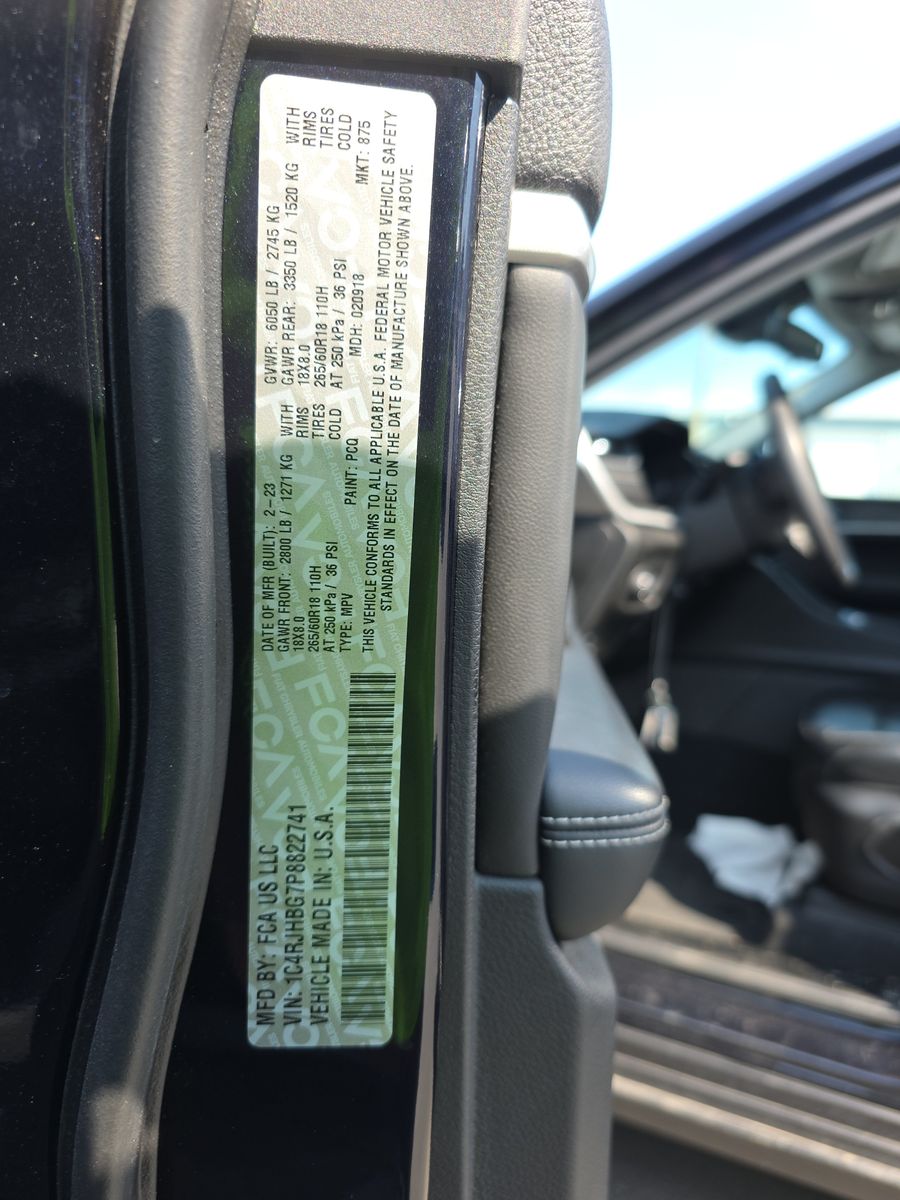 MFD BY: FCA US LLC
VIN: 1C4RJHBG7P8822741
VEHICLE MADE IN: U.S.A.
DATE OF MFR (BUILT): 2-23 GVWR: 6050 LB / 2745 KG
GAWR FRONT: 2800 LB / 1271 KG WITH GAWR REAR: 3350 LB / 1520 KG WITH
18X8.0 RIMS 18X8.0 RIMS
265/60R18 110H TIRES 265/60R18 110H TIRES
AT 250 kPa / 36 PSI COLD AT 250 kPa / 36 PSI COLD
TYPE: MPV PAINT: PCQ MDH: 020918 MKT: 875
THIS VEHICLE CONFORMS TO ALL APPLICABLE U.S.A. FEDERAL MOTOR VEHICLE SAFETY
STANDARDS IN EFFECT ON THE DATE OF MANUFACTURE SHOWN ABOVE.